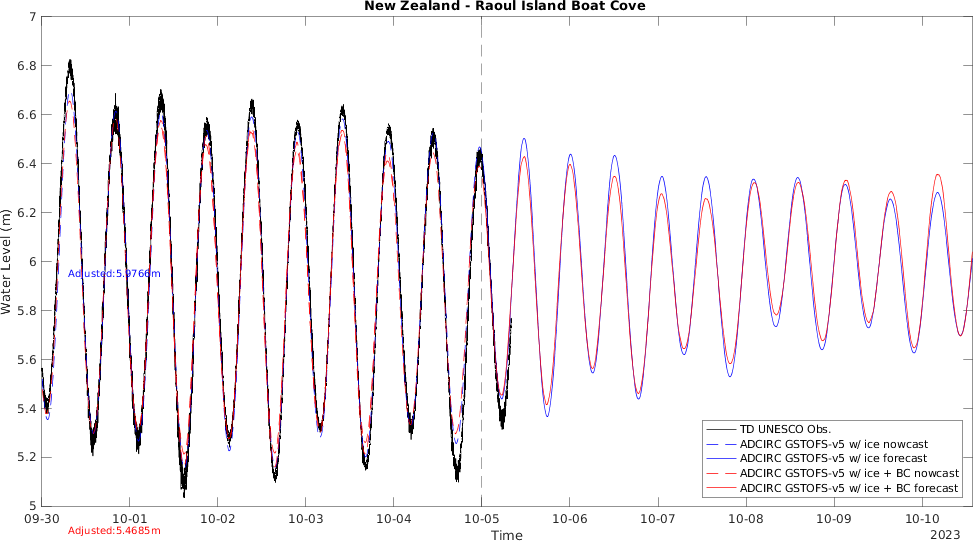 New Zealand - Raoul Island Boat Cove
7
6.8
6.6
6.4
6.2
6
5.8
5.6
5.4
5.2
5
Water Level (m)
Adjusted:5.9766m
Adjusted:5.4685m
TD UNESCO Obs.
ADCIRC GSTOFS-v5 w/ ice nowcast
ADCIRC GSTOFS-v5 w/ ice forecast
ADCIRC GSTOFS-v5 w/ ice + BC nowcast
ADCIRC GSTOFS-v5 w/ ice + BC forecast
09-30 10-01 10-02 10-03 10-04 10-05 10-06 10-07 10-08 10-09 10-10
Time
2023